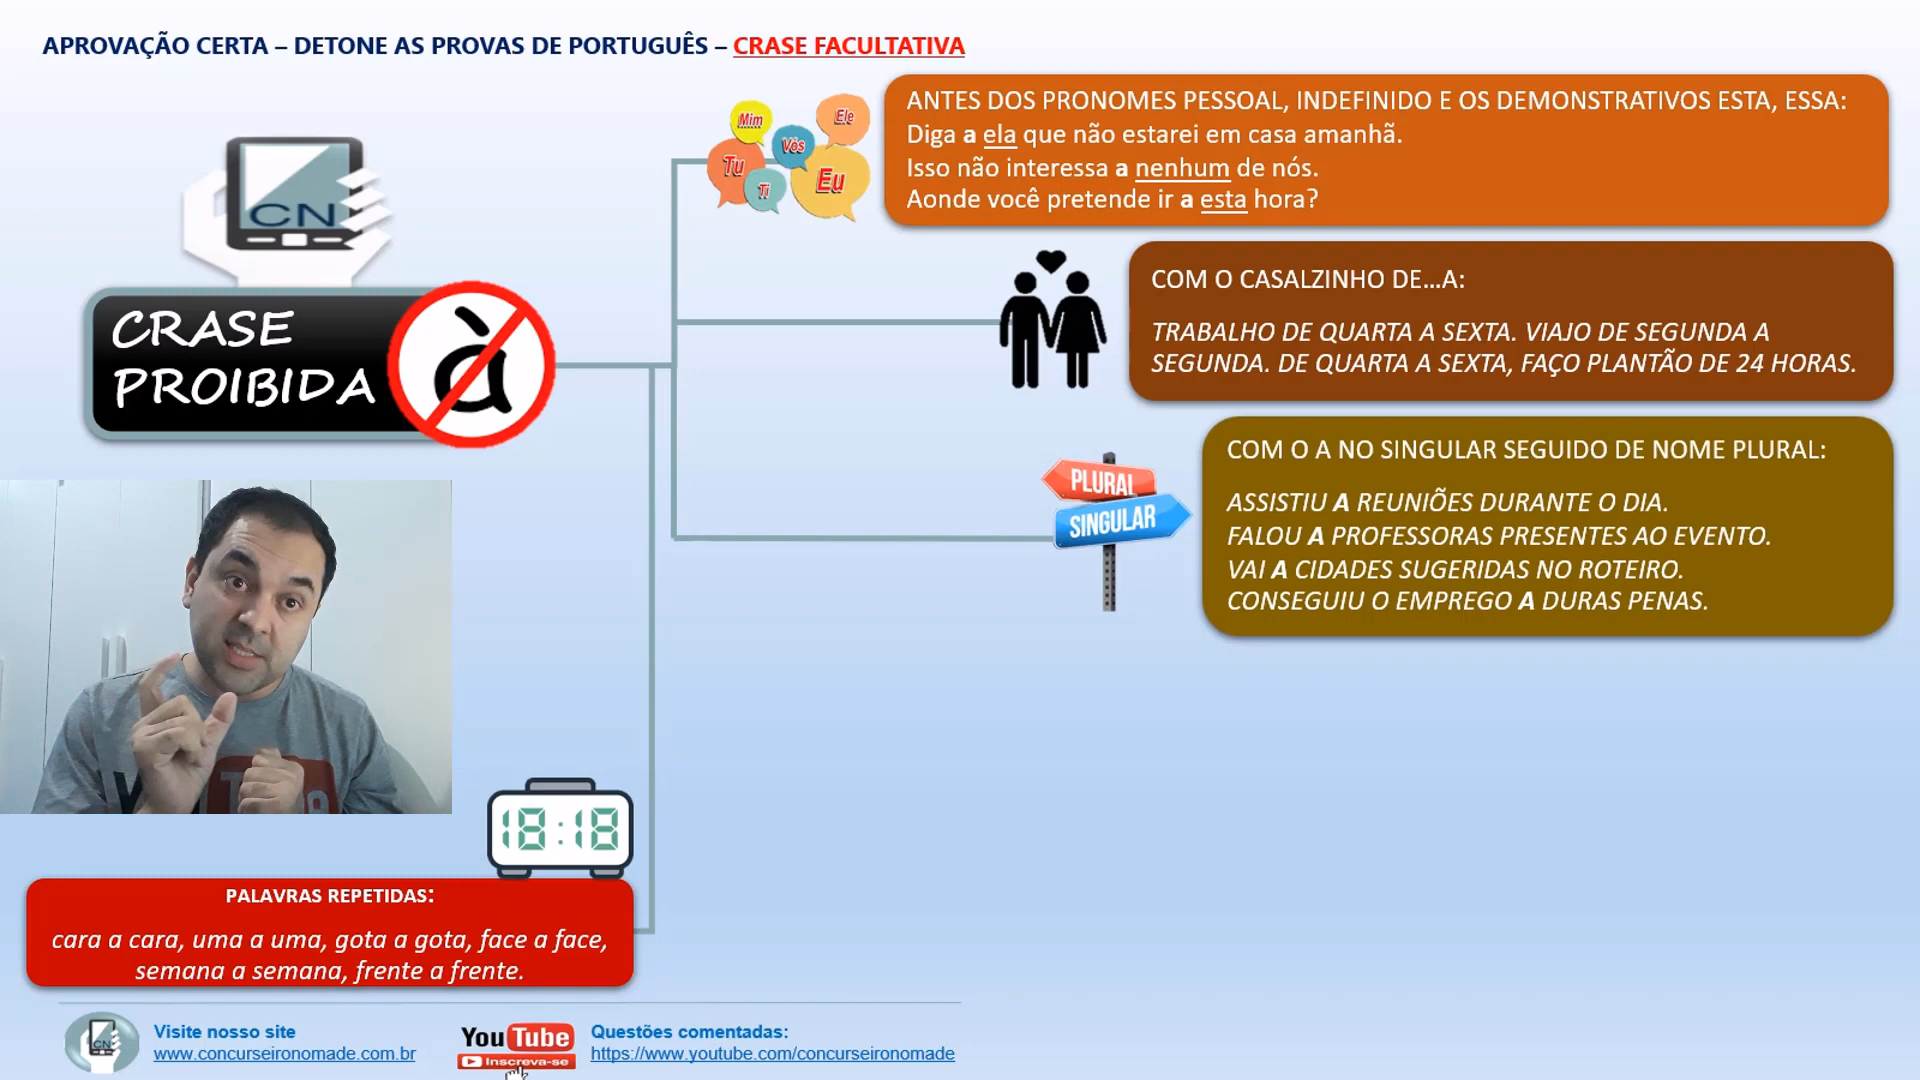 APROVAÇÃO CERTA – DETONE AS PROVAS DE PORTUGUÊS – CRASE FACULTATIVA
Mim
Ele
Vós
Tu
Ti
Eu
ANTES DOS PRONOMES PESSOAL, INDEFINIDO E OS DEMONSTRATIVOS ESTA, ESSA:
Diga a ela que não estarei em casa amanhã.
Isso não interessa a nenhum de nós.
Aonde você pretende ir a esta hora?
CN
CRASE
PROIBIDA
à
COM O CASALZINHO DE...A:
TRABALHO DE QUARTA A SEXTA. VIAJO DE SEGUNDA A
SEGUNDA. DE QUARTA A SEXTA, FAÇO PLANTÃO DE 24 HORAS.
PLURAL
SINGULAR
COM O A NO SINGULAR SEGUIDO DE NOME PLURAL:
ASSISTIU A REUNIÕES DURANTE O DIA.
FALOU A PROFESSORAS PRESENTES AO EVENTO.
VAI A CIDADES SUGERIDAS NO ROTEIRO.
CONSEGUIU O EMPREGO A DURAS PENAS.
18:18
PALAVRAS REPETIDAS:
cara a cara, uma a uma, gota a gota, face a face,
semana a semana, frente a frente.
CN
Visite nosso site
www.concurseironomade.com.br
YouTube
Inscreva-se
Questões comentadas:
https://www.youtube.com/concurseironomade